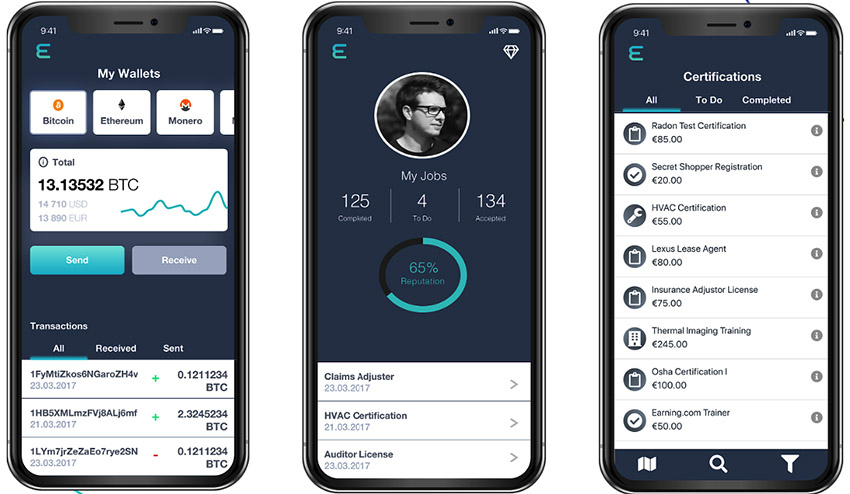 9:41
My Wallets
Bitcoin
Ethereum
Monero
Total
13.13532 BTC
14 710 USD
13 890 EUR
Send
Receive
Transactions
All
Received
Sent
1FyMtiZkos6NGaroZH4v
+
0.1211234
23.03.2017
BTC
1HB5XMLmzFVj8ALj6mf
+
2.3245234
21.03.2017
BTC
1LYm7jrZeZaEo7rye2SN
-
0.1211234
23.03.2017
BTC
9:41
My Jobs
125
4
134
Completed
To Do
Accepted
65%
Reputation
Claims Adjuster
23.03.2017
HVAC Certification
21.03.2017
Auditor License
23.03.2017
9:41
Certifications
All
To Do
Completed
Radon Test Certification
€85.00
Secret Shopper Registration
€20.00
HVAC Certification
€55.00
Lexus Lease Agent
€80.00
Insurance Adjustor License
€75.00
Thermal Imaging Training
€245.00
Osha Certification I
€100.00
Earning.com Trainer
€50.00